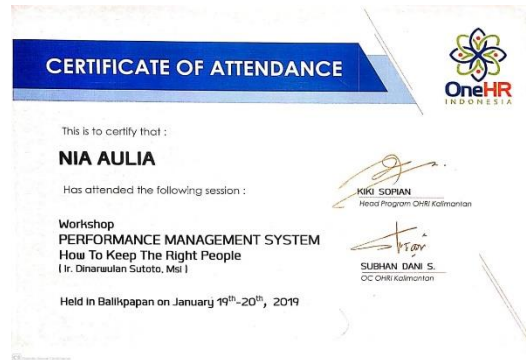 CERTIFICATE OF ATTENDANCE
OneHR
INDONESIA
This is to certify that :
NIA AULIA
Has attended the following session :
KIKI SOPIAN
Head Program OHRI Kalimantan
Workshop
PERFORMANCE MANAGEMENT SYSTEM
How To Keep The Right People
( Ir. Dinarwulan Sutoto, Msi )
SUBHAN DANI S.
OC OHRI Kalimantan
Held in Balikpapan on January 19th-20th, 2019